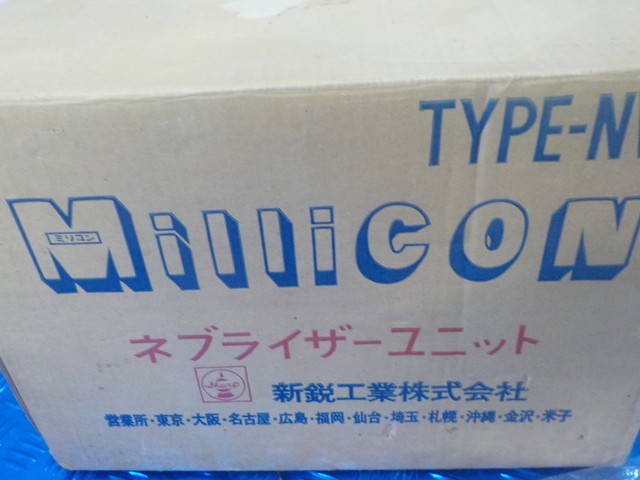 TYPE-N
MilliCON
ミリコン
ネブライザーユニット
新鋭工業株式会社
営業所・東京・大阪・名古屋・広島・福岡・仙台・埼玉・札幌・沖縄・金沢・米子